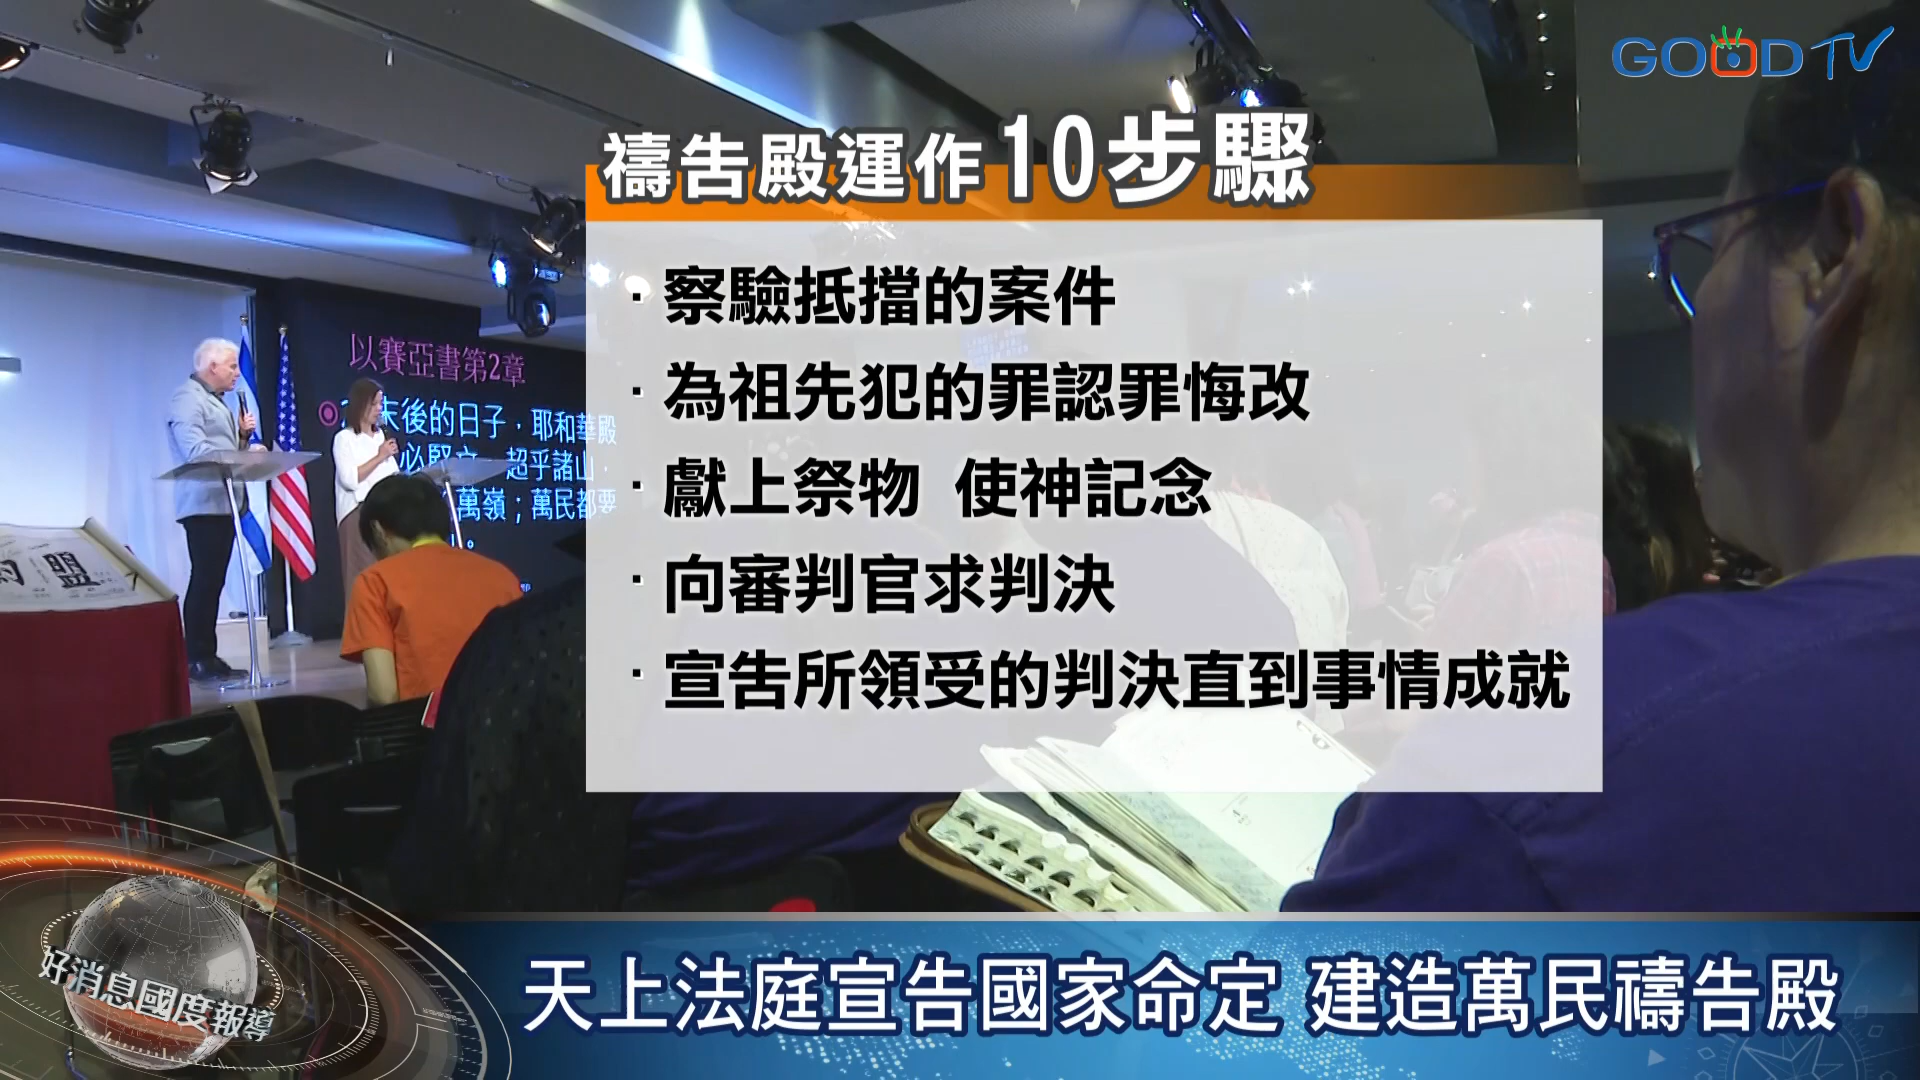 GOOD TV
禱告殿運作10步驟
·察驗抵擋的案件
·為祖先犯的罪認罪悔改
·獻上祭物 使神記念
·向審判官求判決
·宣告所領受的判決直到事情成就
以賽亞書第2章
末後的日子，耶和華殿
必堅立 超乎諸山，
萬嶺；萬民都要
。
盟
好消息國度報導
天上法庭宣告國家命定 建造萬民禱告殿